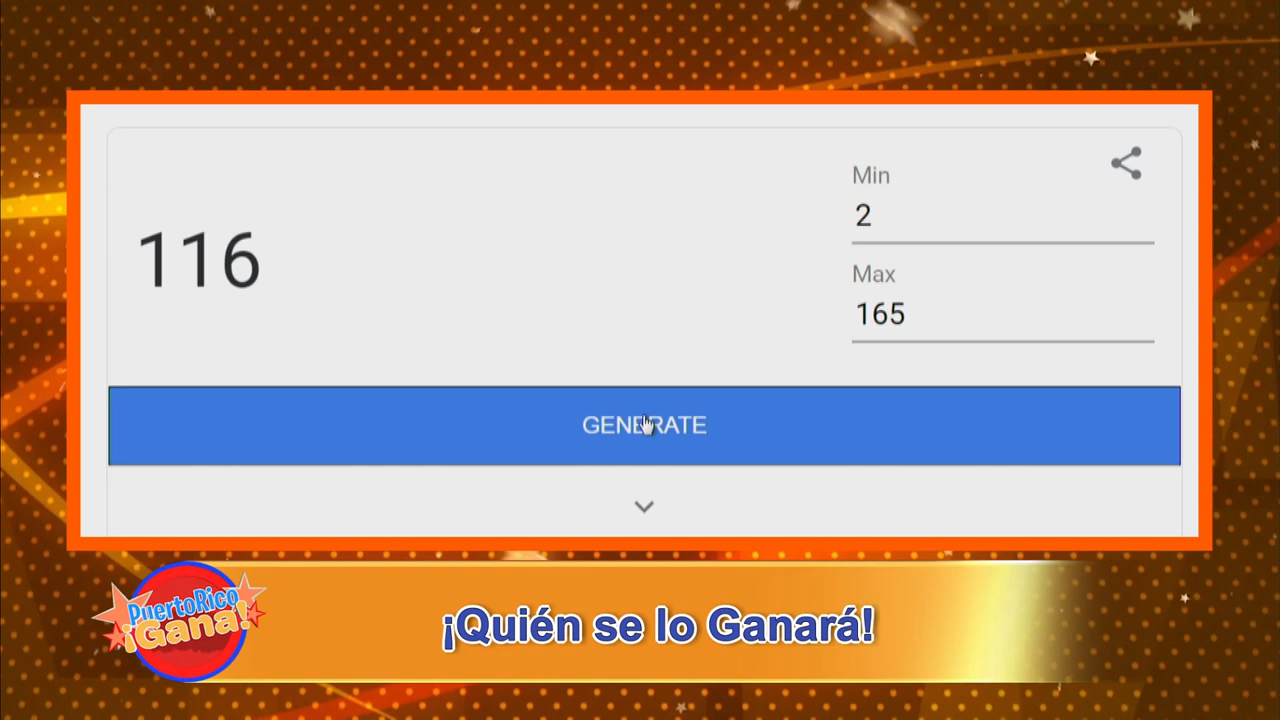 Min
2
116
Max
165
GENERATE
PuertoRico
¡Gana!
¡Quién se lo Ganará!